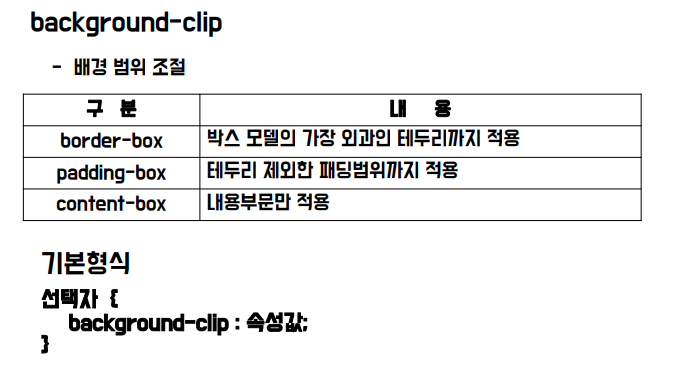 background-clip
- 배경 범위 조절
구 분 내 용
border-box 박스 모델의 가장 외곽인 테두리까지 적용
padding-box 테두리 제외한 패딩범위까지 적용
content-box 내용부문만 적용
기본형식
선택자 {
background-clip : 속성값;
}